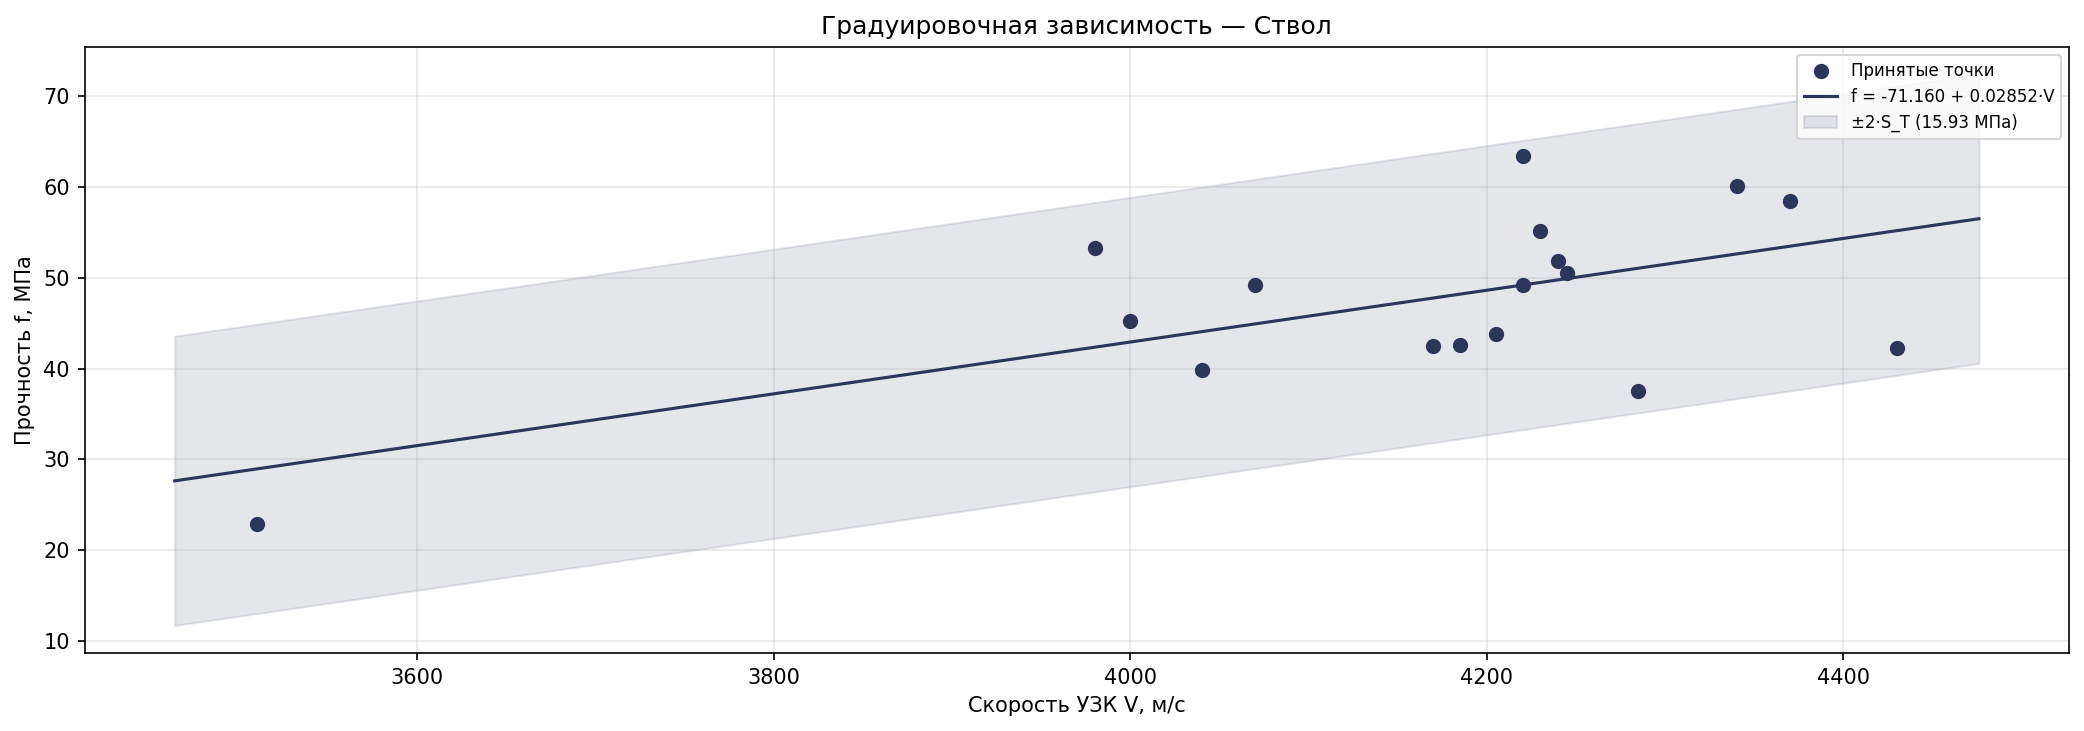 Градуировочная зависимость — Ствол
Принятые точки
f = -71.160 + 0.02852·V
±2·S_T (15.93 МПа)
Прочность f, МПа
70
60
50
40
30
20
10
3600 3800 4000 4200 4400
Скорость УЗК V, м/с